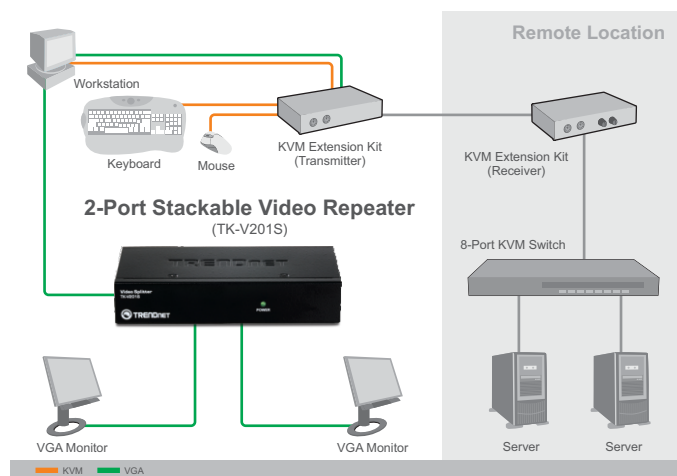 Remote Location
Workstation
Keyboard
Mouse
KVM Extension Kit
(Transmitter)
KVM Extension Kit
(Receiver)
2-Port Stackable Video Repeater
(TK-V201S)
8-Port KVM Switch
TRENDNET
Video Splitter
TK-V201S
POWER
TRENDNET
VGA Monitor
VGA Monitor
Server
Server
KVM
VGA